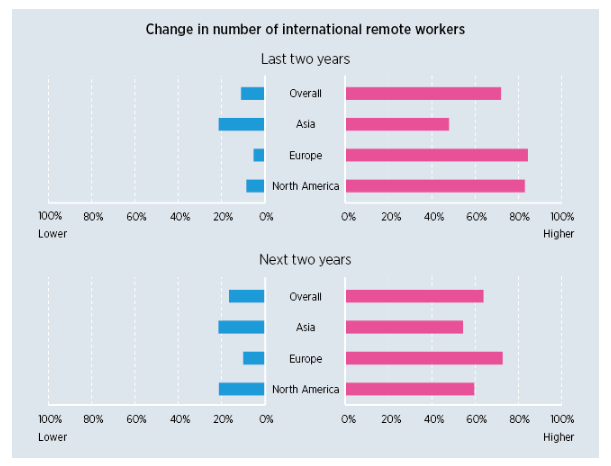 Change in number of international remote workers
Last two years
Overall
Asia
Europe
North America
100% 80% 60% 40% 20% 0% 0% 20% 40% 60% 80% 100%
Lower Higher
Next two years
Overall
Asia
Europe
North America
100% 80% 60% 40% 20% 0% 0% 20% 40% 60% 80% 100%
Lower Higher